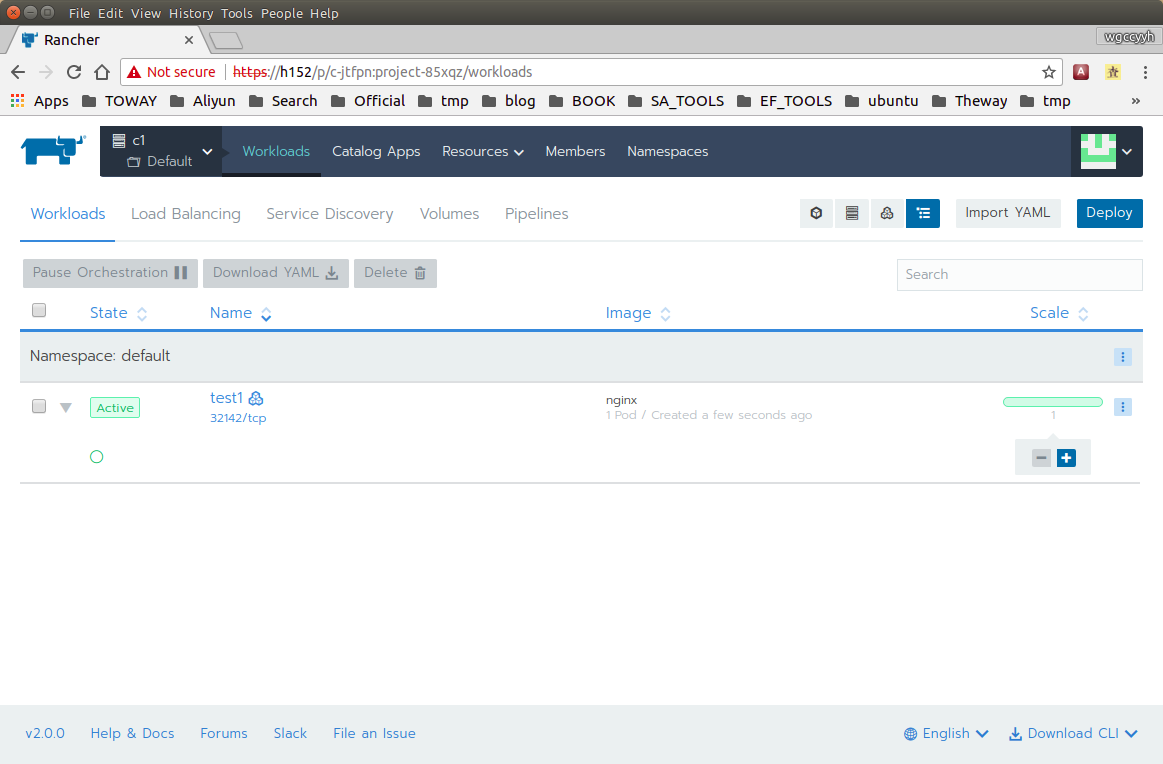 File Edit View History Tools People Help
Rancher
wgccyyh
Not secure https://h152/p/c-jtfpn:project-85xqz/workloads
Apps TOWAY Aliyun Search Official tmp blog BOOK SA_TOOLS EF_TOOLS ubuntu Theway tmp »
c1
Default
Workloads Catalog Apps Resources Members Namespaces
Workloads Load Balancing Service Discovery Volumes Pipelines Import YAML Deploy
Pause Orchestration Download YAML Delete Search
State Name Image Scale
Namespace: default
Active test1 nginx
32142/tcp 1 Pod / Created a few seconds ago 1
v2.0.0 Help & Docs Forums Slack File an Issue English Download CLI